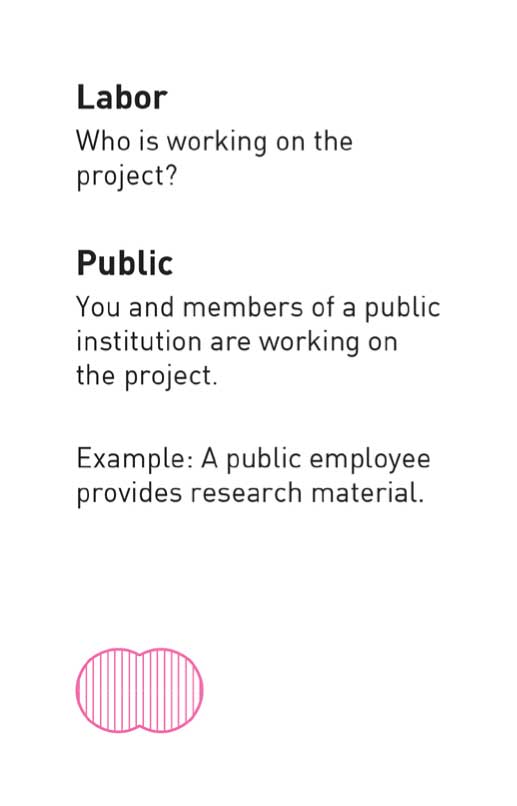 Labor
Who is working on the
project?
Public
You and members of a public
institution are working on
the project.
Example: A public employee
provides research material.